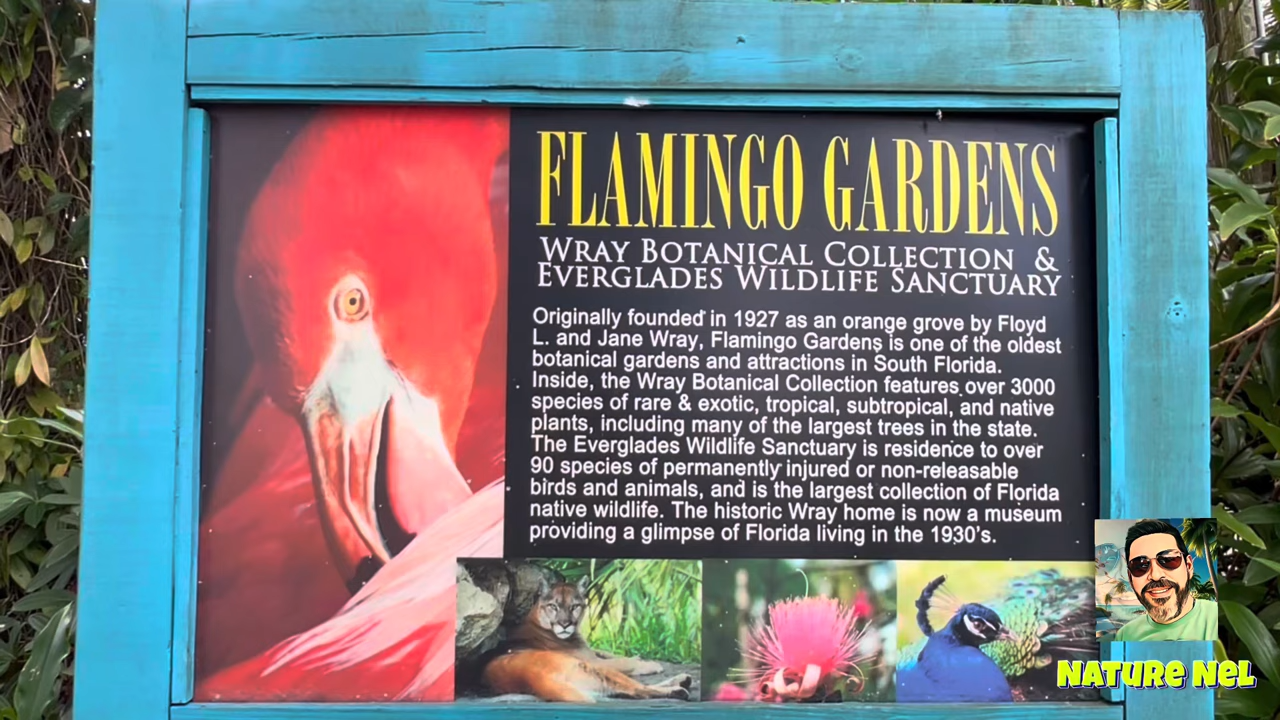 FLAMINGO GARDENS
WRAY BOTANICAL COLLECTION &
EVERGLADES WILDLIFE SANCTUARY
Originally founded in 1927 as an orange grove by Floyd
L. and Jane Wray, Flamingo Gardens is one of the oldest
botanical gardens and attractions in South Florida.
Inside, the Wray Botanical Collection features over 3000
species of rare & exotic, tropical, subtropical, and native
plants, including many of the largest trees in the state.
The Everglades Wildlife Sanctuary is residence to over
90 species of permanently injured or non-releasable
birds and animals, and is the largest collection of Florida
native wildlife. The historic Wray home is now a museum
providing a glimpse of Florida living in the 1930's.
NATURE NEL